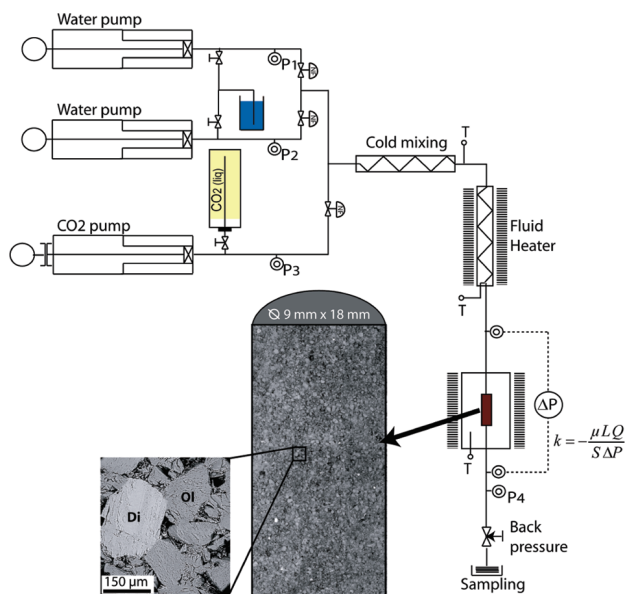 Water pump
P1
Water pump
P2
Cold mixing
T
CO2 (liq)
CO2 pump
P3
Fluid
Heater
T
⌀ 9 mm x 18 mm
ΔP
k = − μLQ / SΔP
T
P4
Ol
Di
150 μm
Back
pressure
Sampling